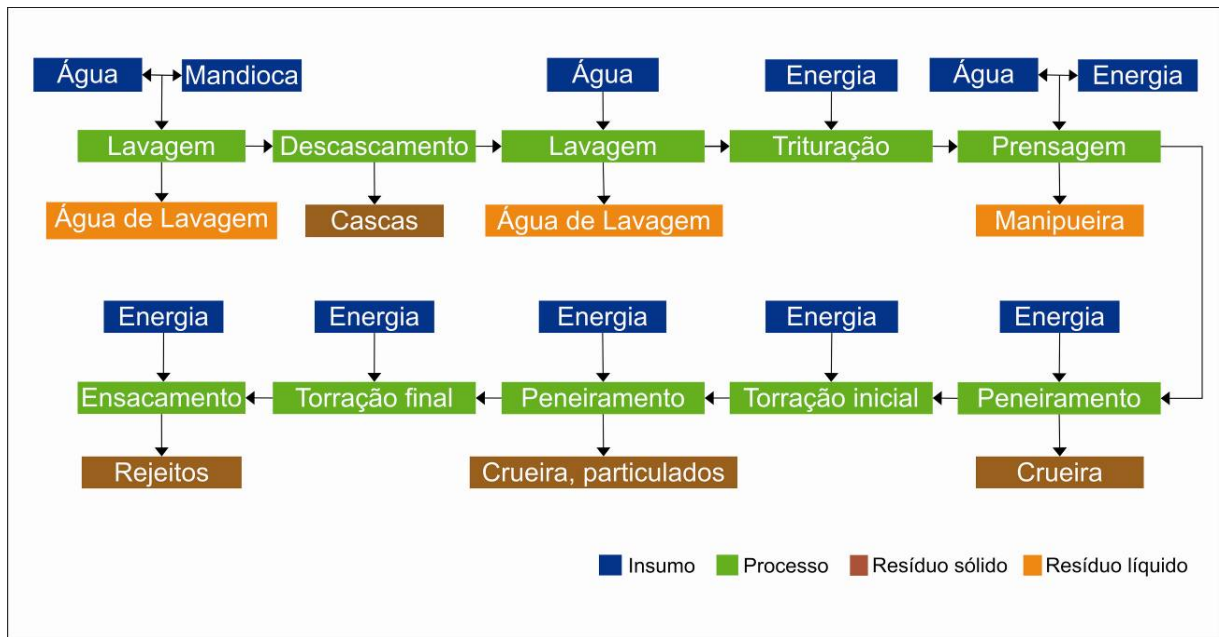 Água
Mandioca
Água
Energia
Água
Energia
Lavagem
Descascamento
Lavagem
Trituração
Prensagem
Água de Lavagem
Cascas
Água de Lavagem
Manipueira
Energia
Energia
Energia
Energia
Energia
Ensacamento
Torração final
Peneiramento
Torração inicial
Peneiramento
Rejeitos
Crueira, particulados
Crueira
Insumo
Processo
Resíduo sólido
Resíduo líquido